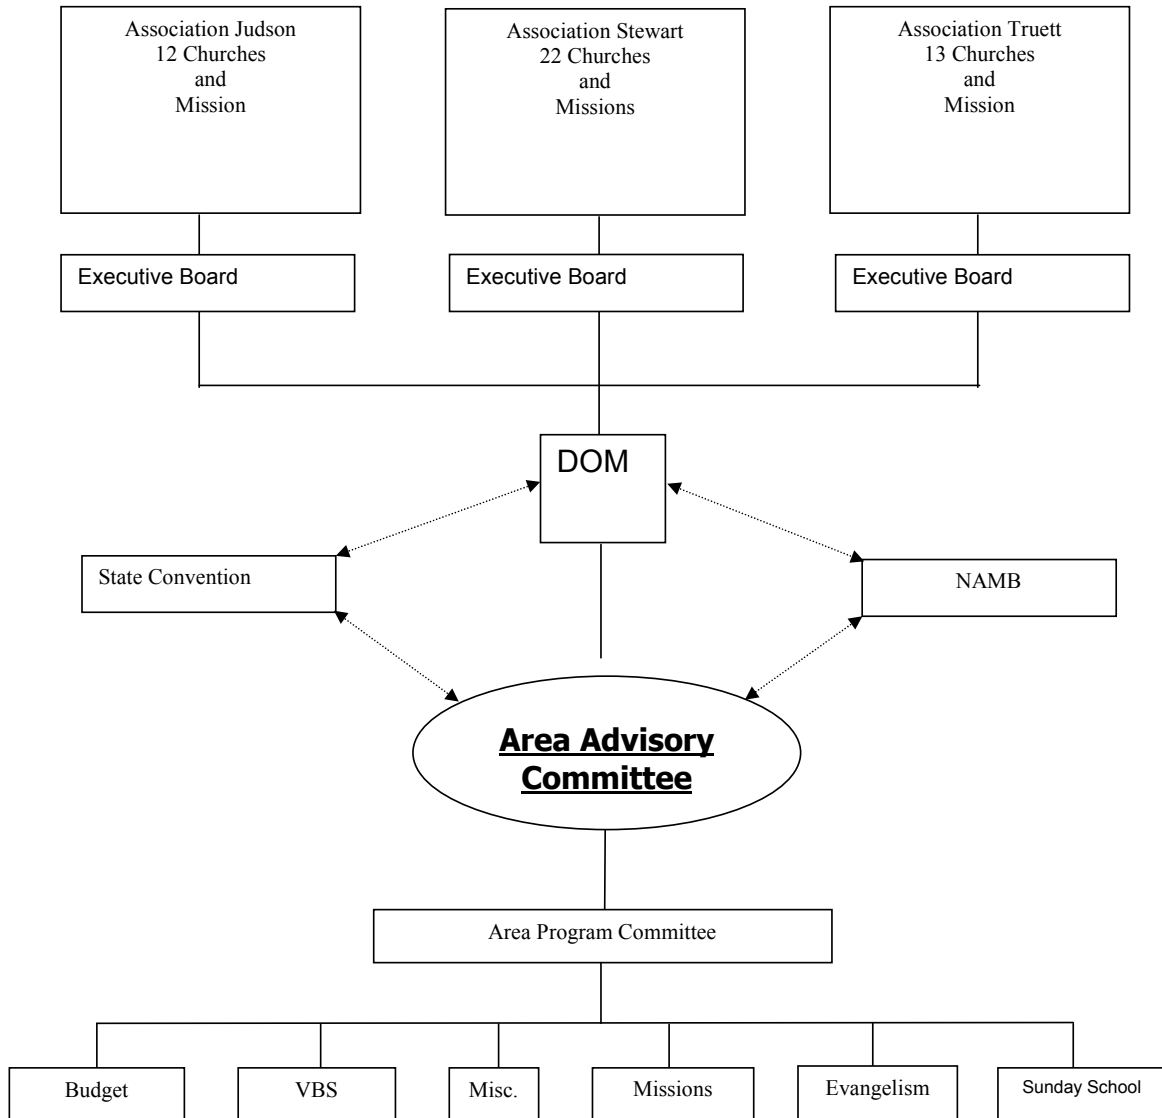 Association Judson
12 Churches
and
Mission
Association Stewart
22 Churches
and
Missions
Association Truett
13 Churches
and
Mission
Executive Board
Executive Board
Executive Board
DOM
State Convention
NAMB
Area Advisory
Committee
Area Program Committee
Budget
VBS
Misc.
Missions
Evangelism
Sunday School